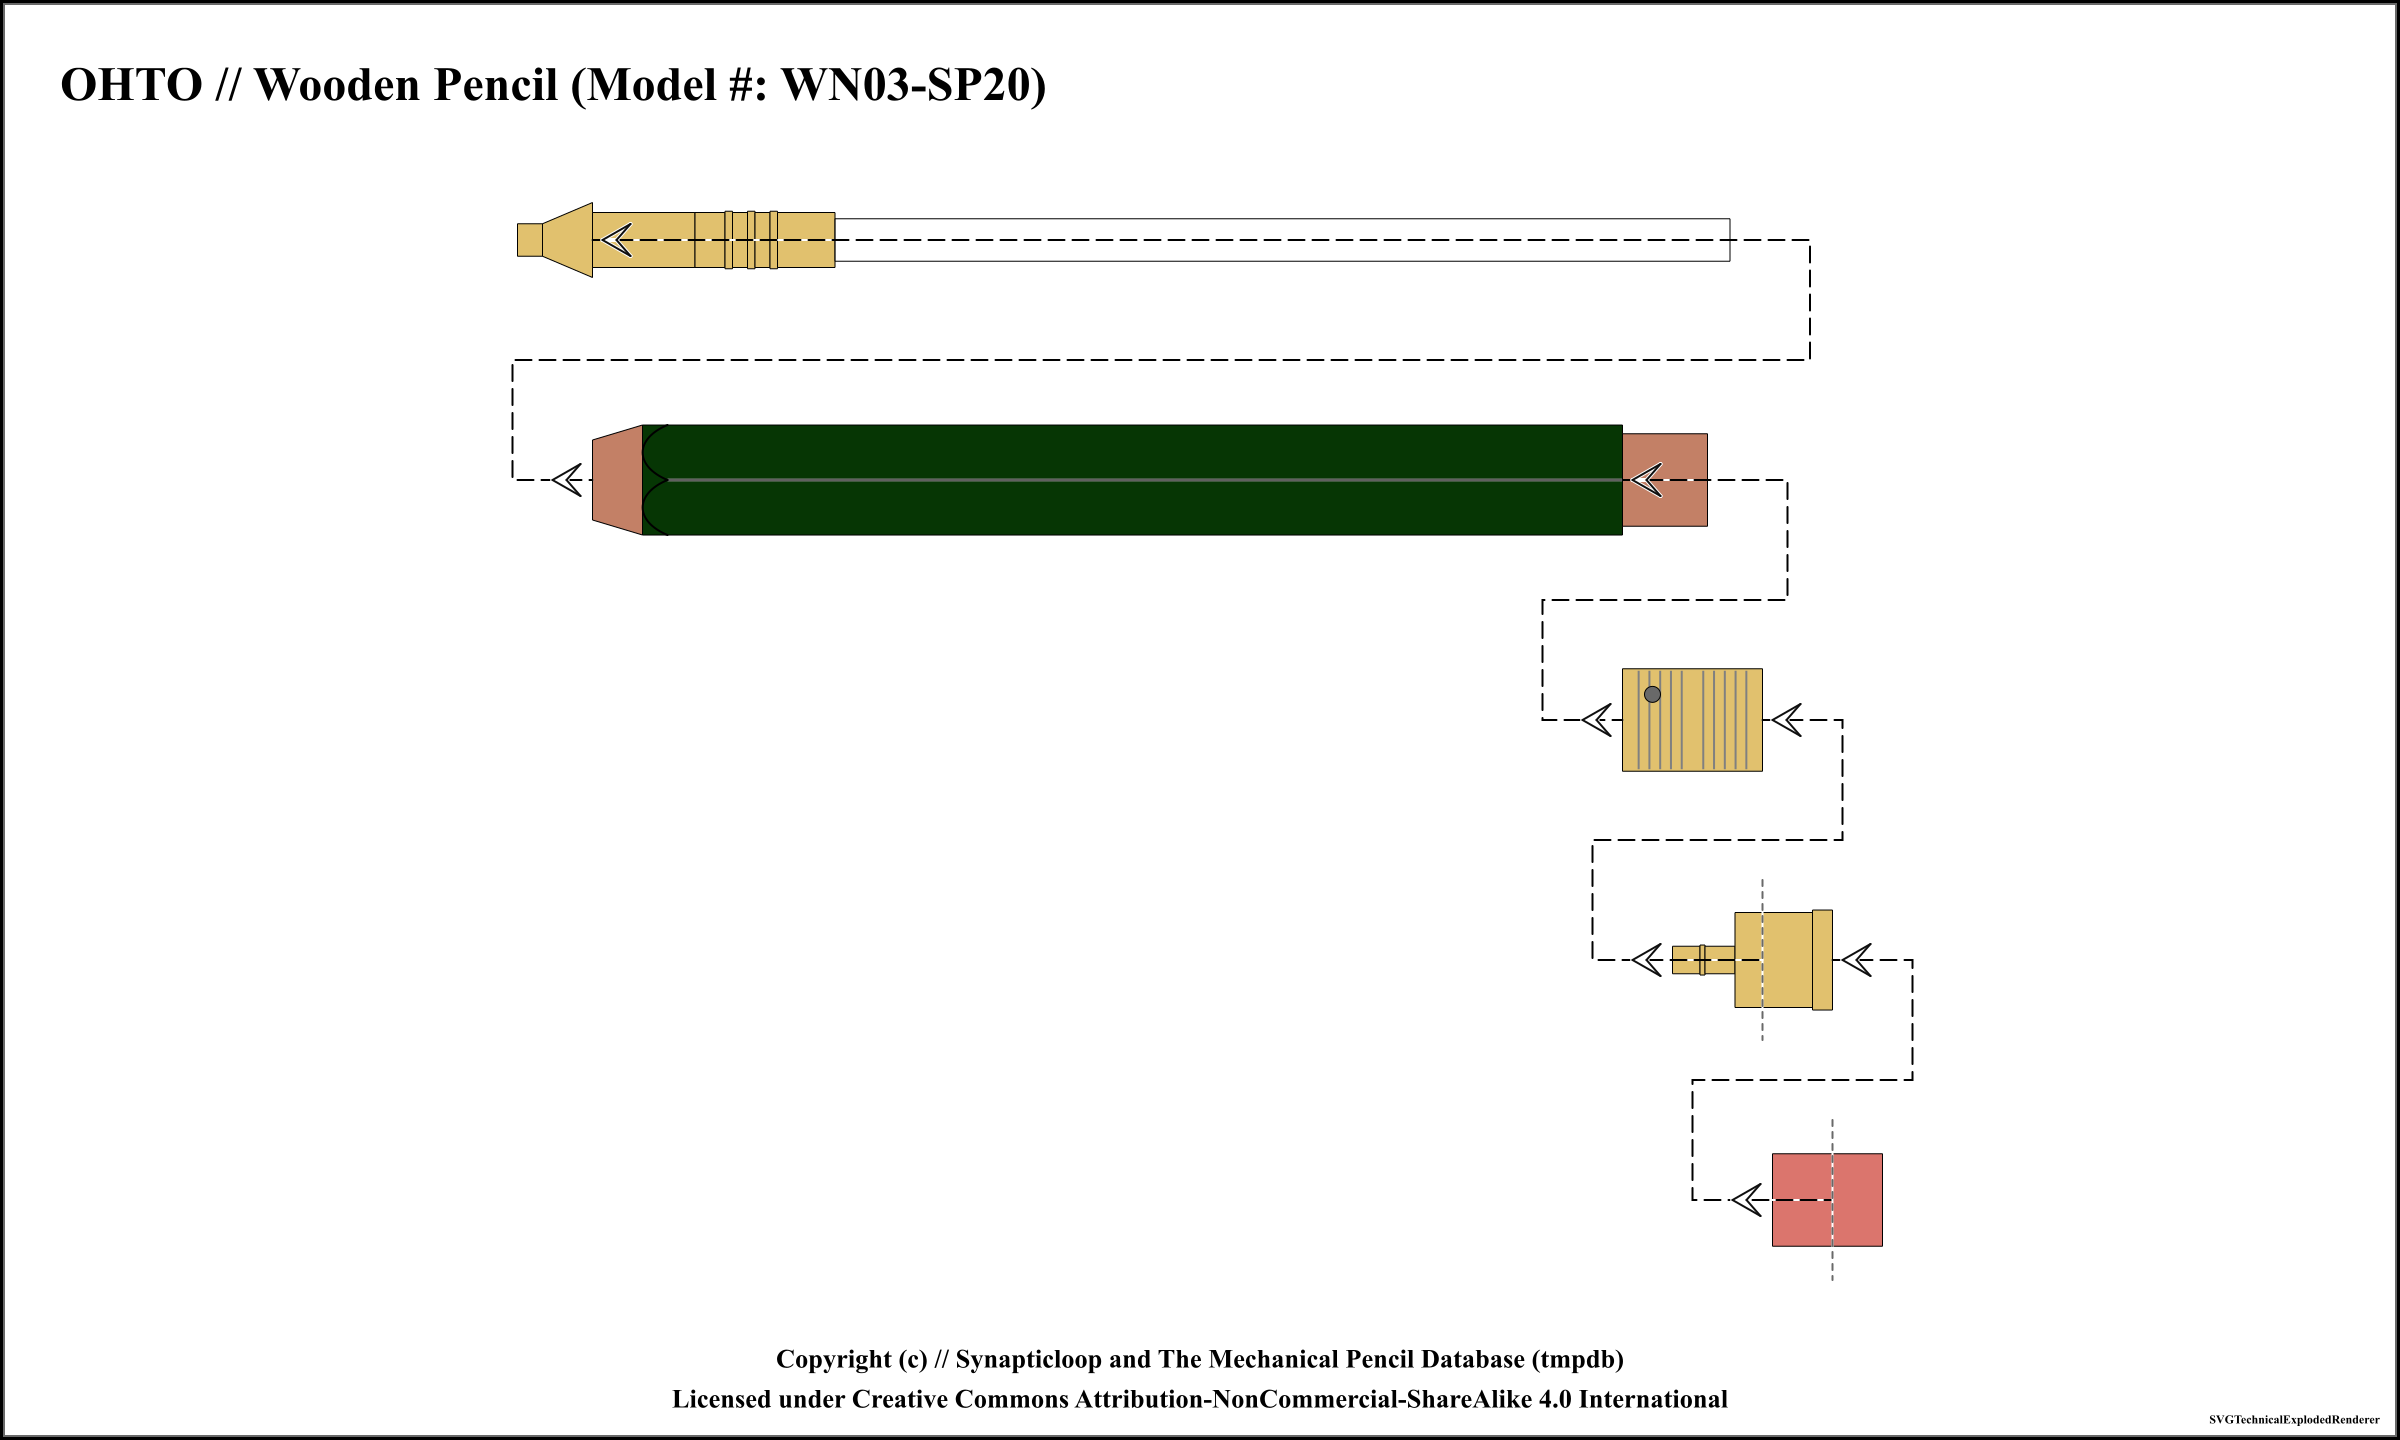 OHTO // Wooden Pencil (Model #: WN03-SP20)
Copyright (c) // Synapticloop and The Mechanical Pencil Database (tmpdb)
Licensed under Creative Commons Attribution-NonCommercial-ShareAlike 4.0 International
SVGTechnicalExplodedRenderer